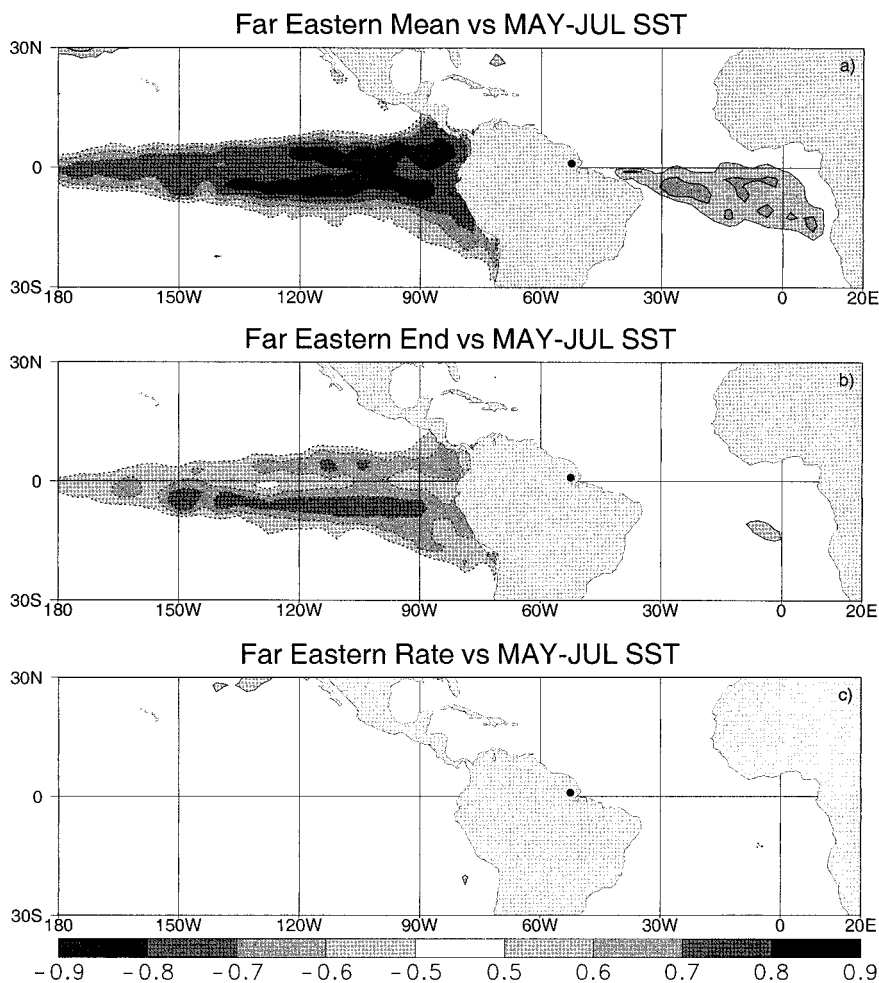 Far Eastern Mean vs MAY-JUL SST
30N
a)
0
30S
180 150W 120W 90W 60W 30W 0 20E
Far Eastern End vs MAY-JUL SST
30N
b)
0
30S
180 150W 120W 90W 60W 30W 0 20E
Far Eastern Rate vs MAY-JUL SST
30N
c)
0
30S
180 150W 120W 90W 60W 30W 0 20E
-0.9 -0.8 -0.7 -0.6 -0.5 0.5 0.6 0.7 0.8 0.9